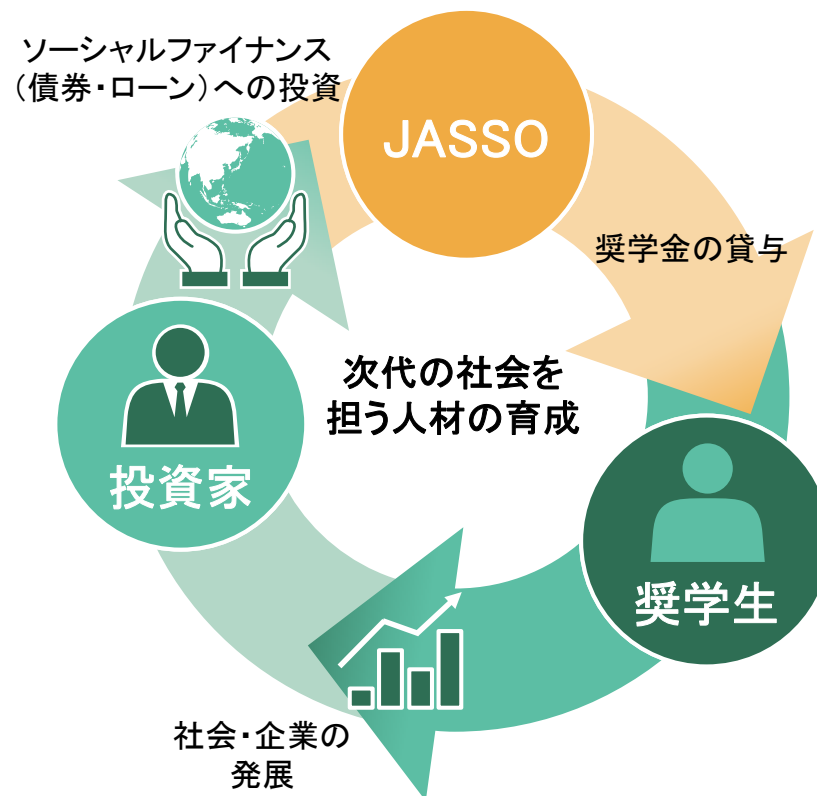 ソーシャルファイナンス
（債券・ローン）への投資
JASSO
奨学金の貸与
次代の社会を
担う人材の育成
投資家
奨学生
社会・企業の
発展